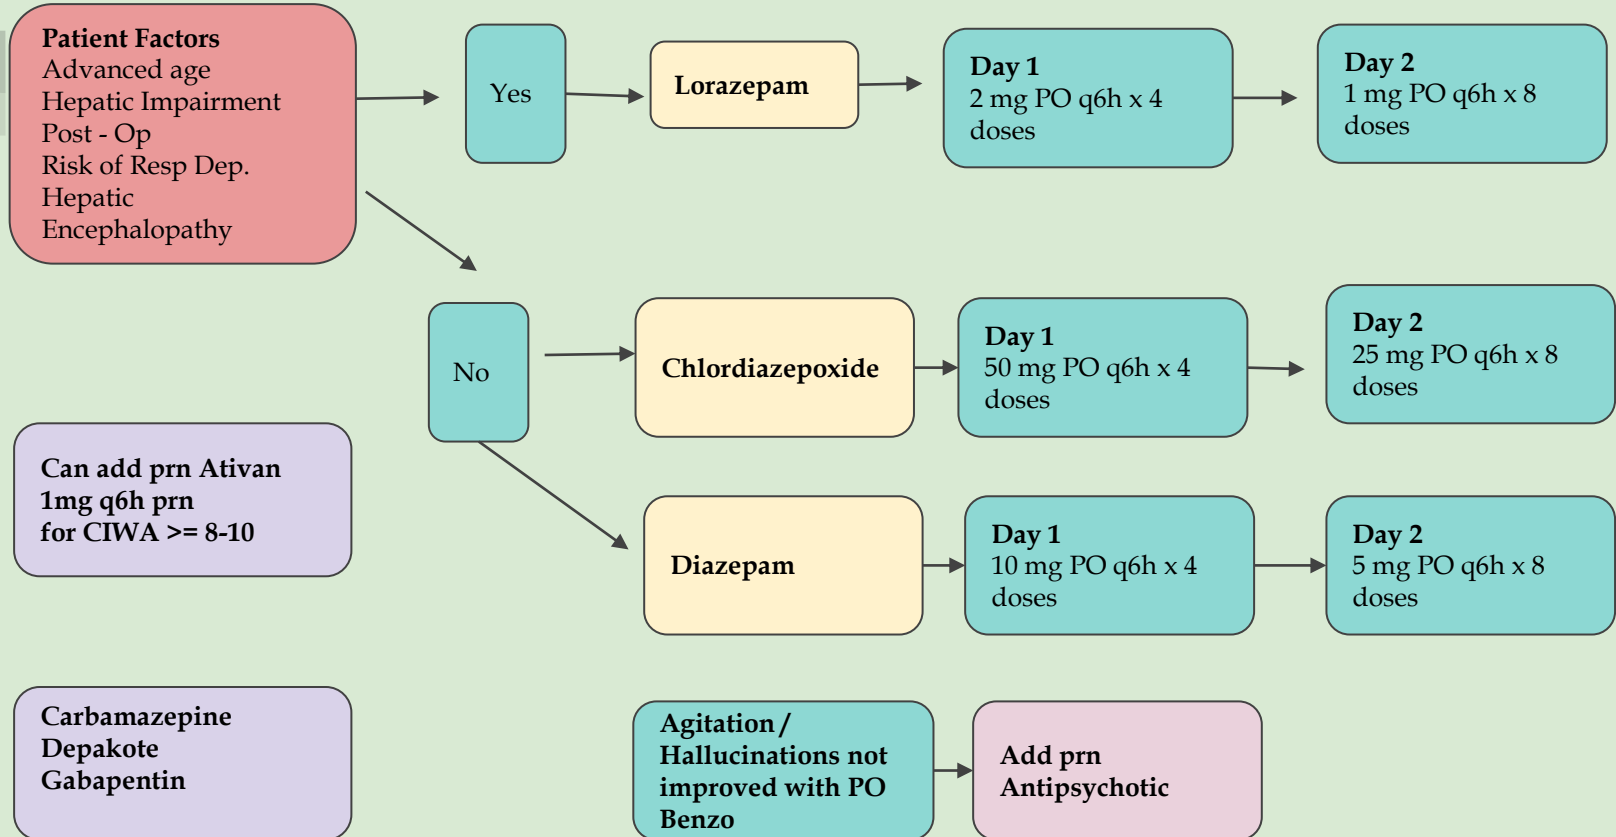 Patient Factors
Advanced age
Hepatic Impairment
Post - Op
Risk of Resp Dep.
Hepatic
Encephalopathy
Yes
Lorazepam
Day 1
2 mg PO q6h x 4
doses
Day 2
1 mg PO q6h x 8
doses
No
Chlordiazepoxide
Day 1
50 mg PO q6h x 4
doses
Day 2
25 mg PO q6h x 8
doses
Can add prn Ativan
1mg q6h prn
for CIWA >= 8-10
Diazepam
Day 1
10 mg PO q6h x 4
doses
Day 2
5 mg PO q6h x 8
doses
Carbamazepine
Depakote
Gabapentin
Agitation/
Hallucinations not
improved with PO
Benzo
Add prn
Antipsychotic